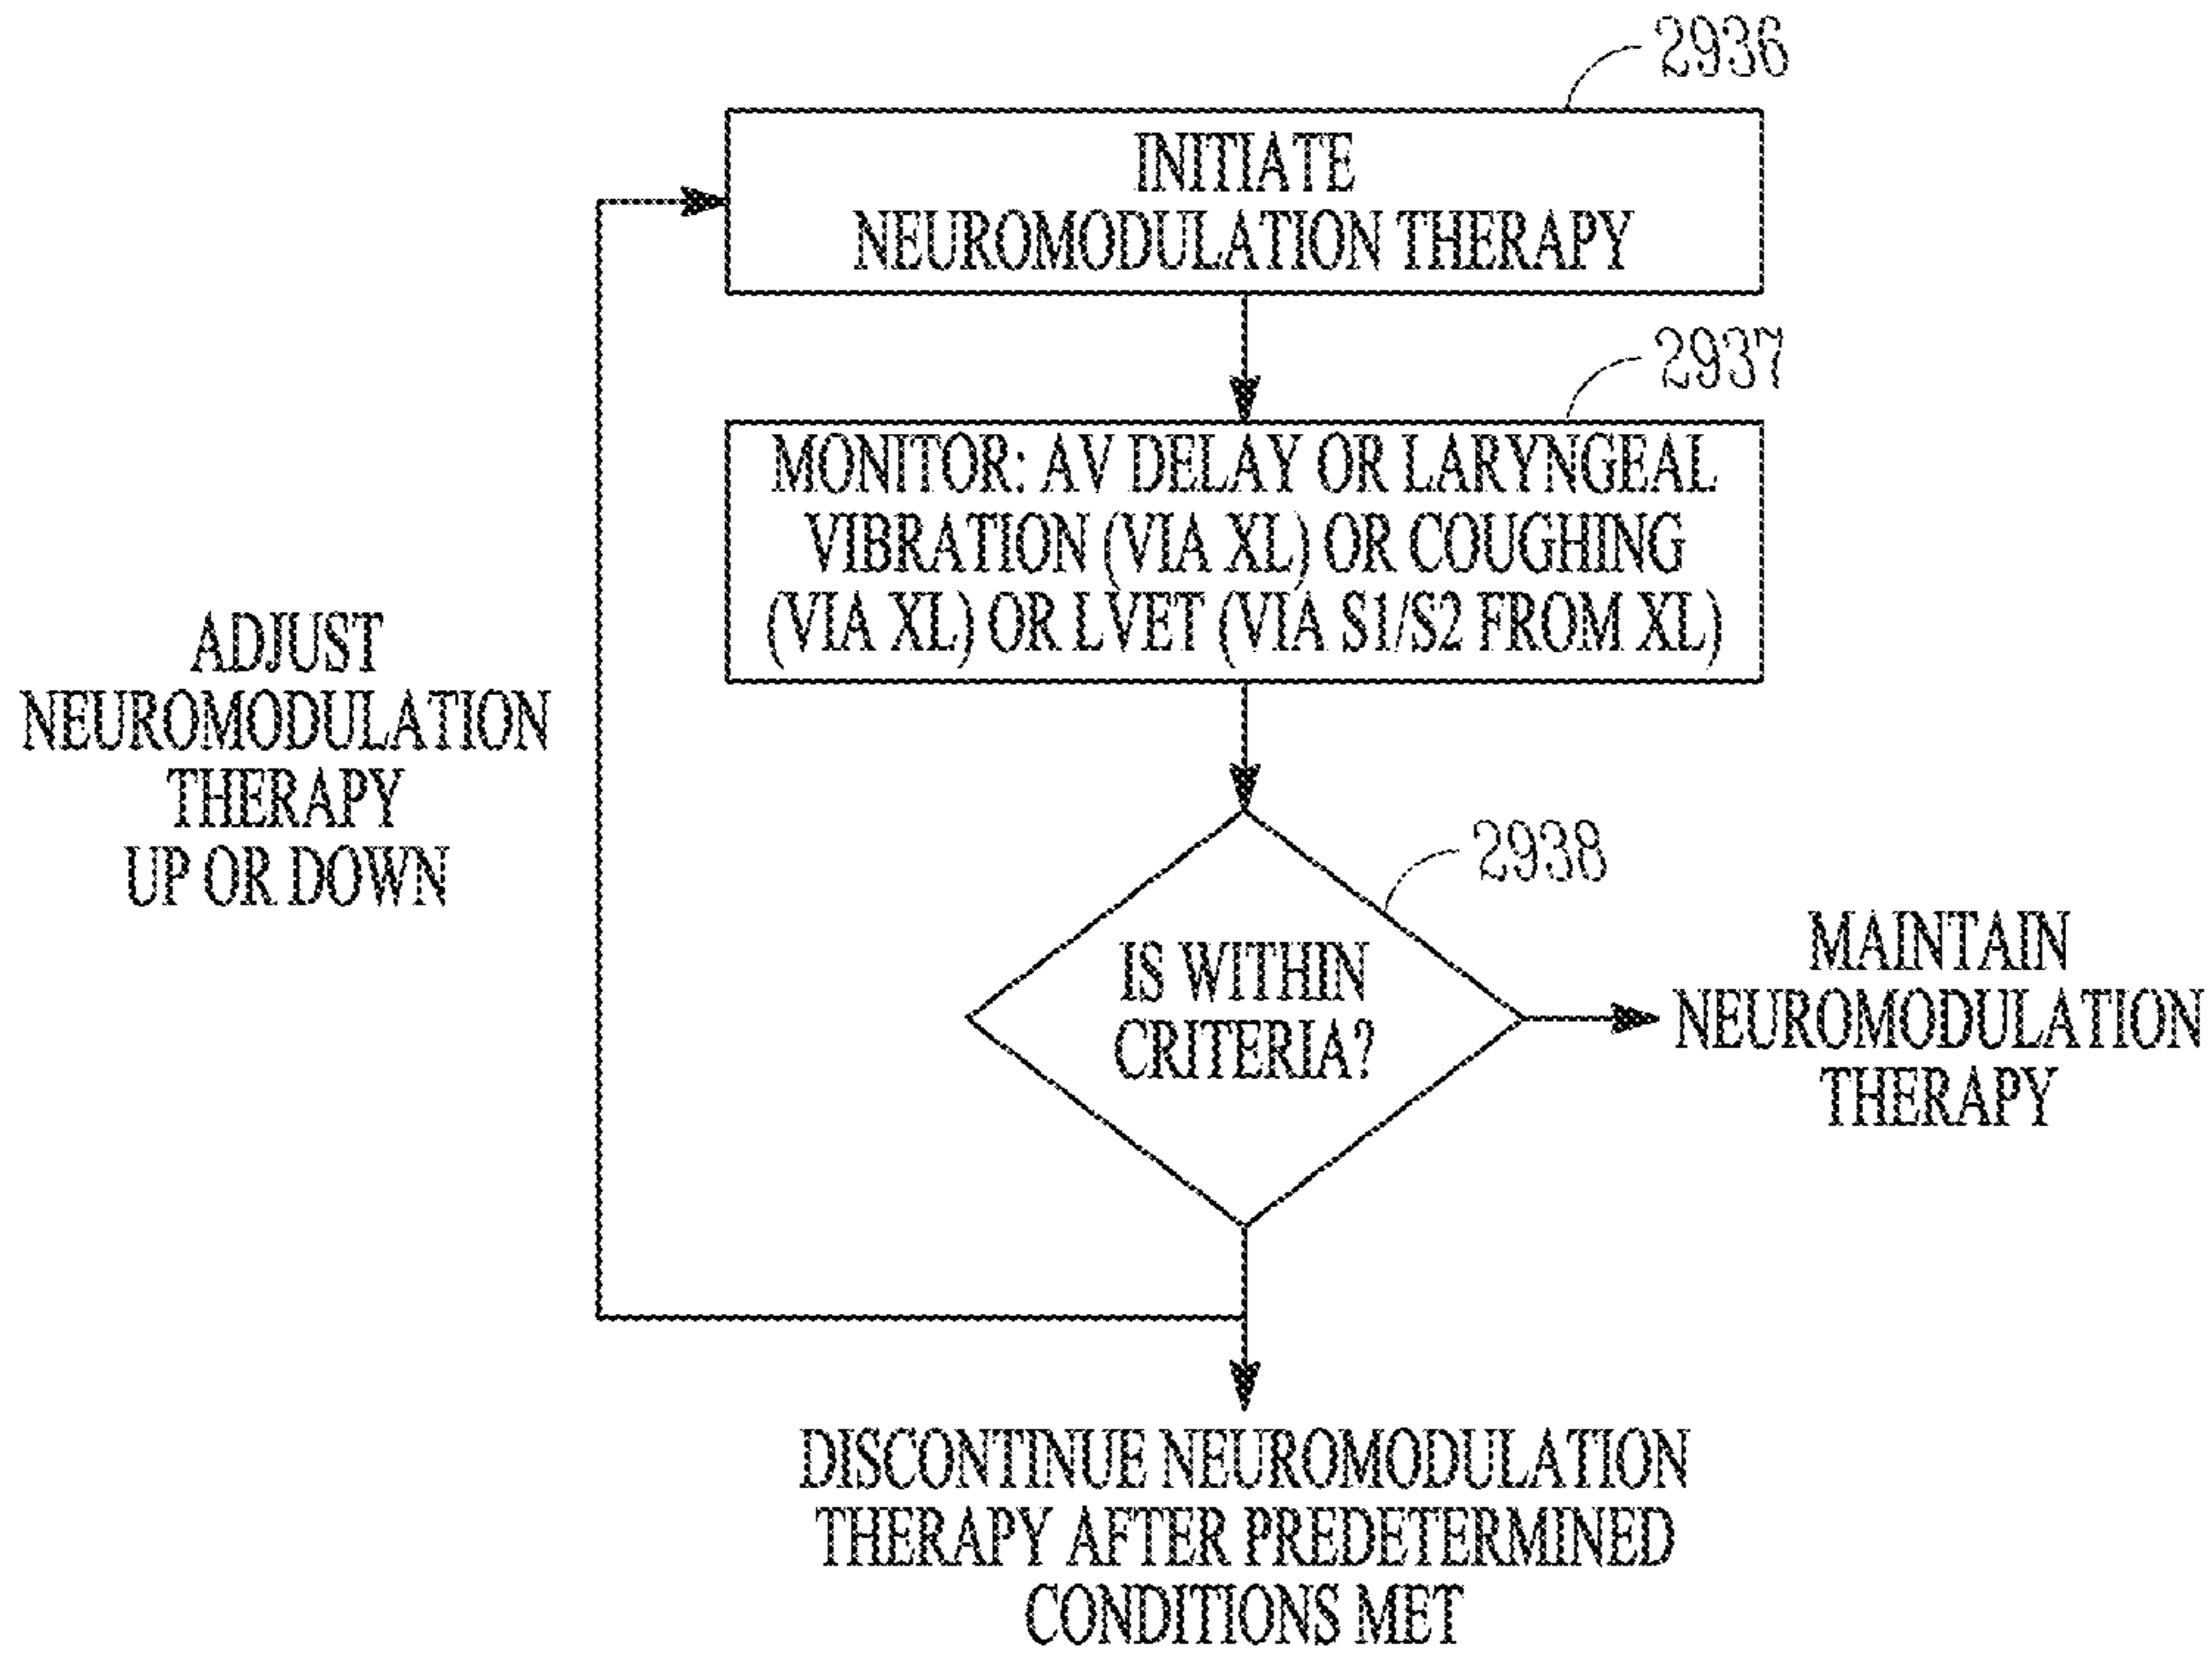 2936
INITIATE
NEUROMODULATION THERAPY
2937
MONITOR: AV DELAY OR LARYNGEAL
VIBRATION (VIA XL) OR COUGHING
(VIA XL) OR LVET (VIA S1/S2 FROM XL)
ADJUST
NEUROMODULATION
THERAPY
UP OR DOWN
2938
IS WITHIN
CRITERIA?
MAINTAIN
NEUROMODULATION
THERAPY
DISCONTINUE NEUROMODULATION
THERAPY AFTER PREDETERMINED
CONDITIONS MET